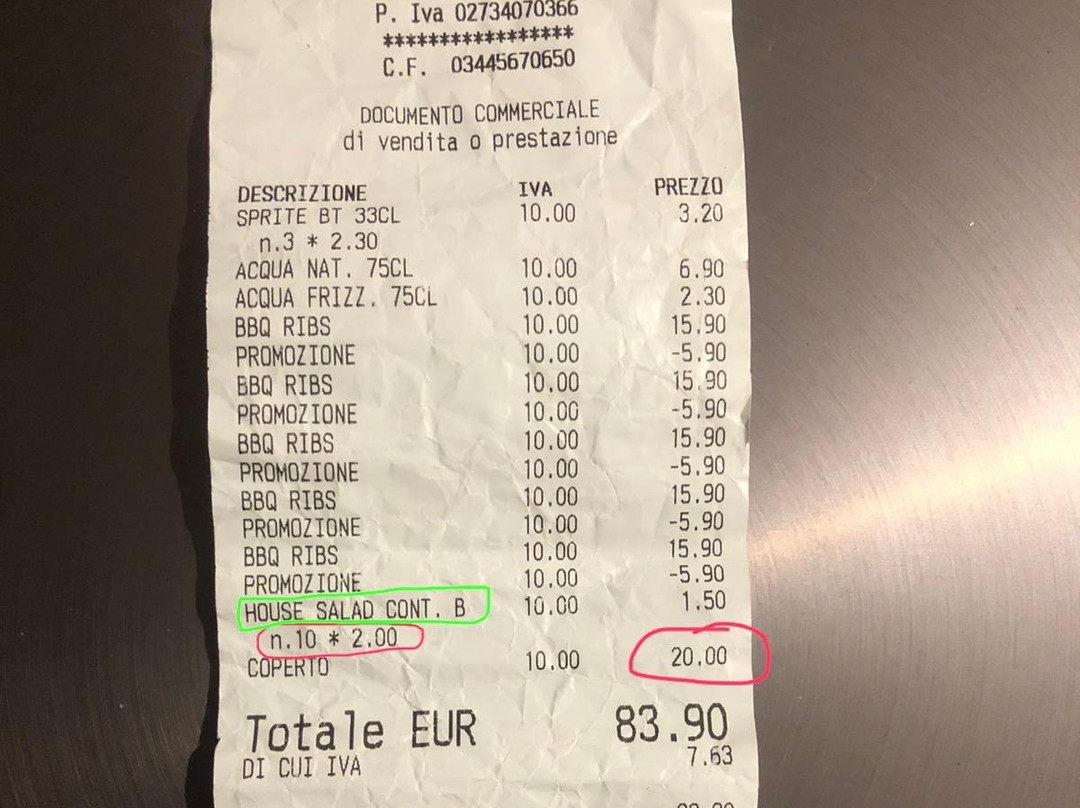 P. Iva 02734070366
*****************
C.F. 03445670650
DOCUMENTO COMMERCIALE
di vendita o prestazione
DESCRIZIONE IVA PREZZO
SPRITE BT 33CL 10.00 3.20
n.3 * 2.30
ACQUA NAT. 75CL 10.00 6.90
ACQUA FRIZZ. 75CL 10.00 2.30
BBQ RIBS 10.00 15.90
PROMOZIONE 10.00 -5.90
BBQ RIBS 10.00 15.90
PROMOZIONE 10.00 -5.90
BBQ RIBS 10.00 15.90
PROMOZIONE 10.00 -5.90
BBQ RIBS 10.00 15.90
PROMOZIONE 10.00 -5.90
BBQ RIBS 10.00 15.90
PROMOZIONE 10.00 -5.90
HOUSE SALAD CONT. B 10.00 1.50
n.10 * 2.00
COPERTO 10.00 20.00
Totale EUR 83.90
DI CUI IVA 7.63